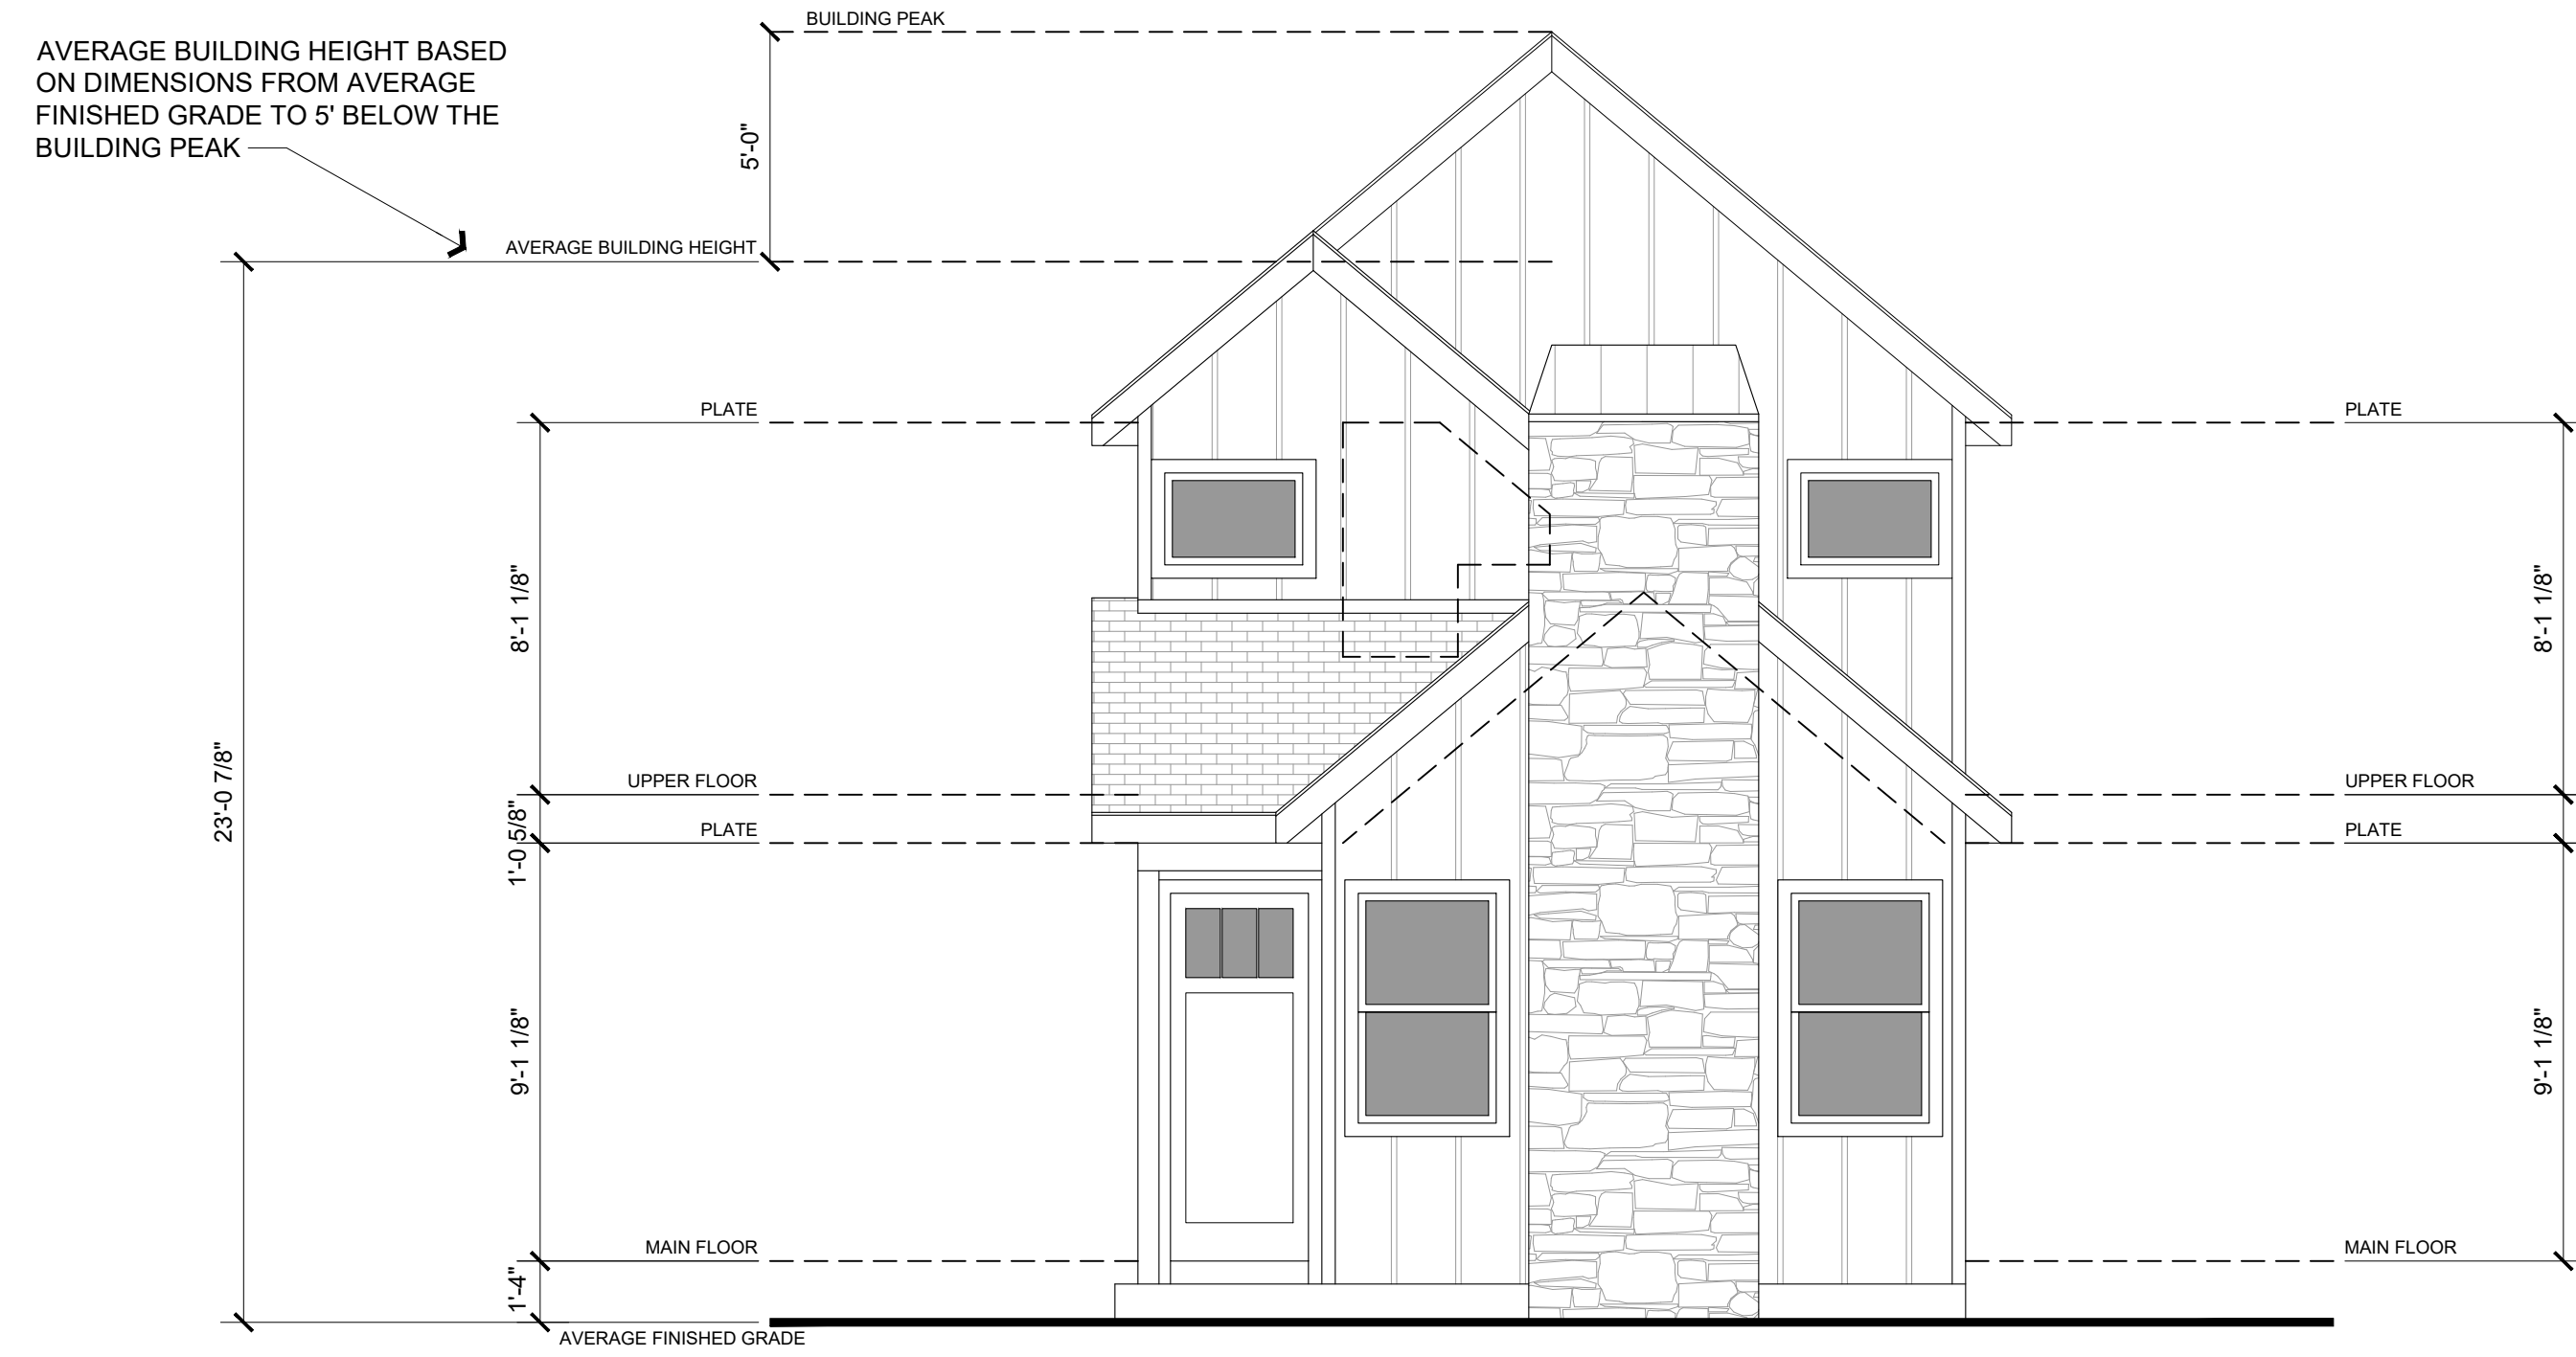 BUILDING PEAK
AVERAGE BUILDING HEIGHT BASED
ON DIMENSIONS FROM AVERAGE
FINISHED GRADE TO 5' BELOW THE
BUILDING PEAK
5'-0"
AVERAGE BUILDING HEIGHT
PLATE
PLATE
8'-1 1/8"
8'-1 1/8"
23'-0 7/8"
UPPER FLOOR
UPPER FLOOR
1'-0 5/8"
PLATE
PLATE
9'-1 1/8"
9'-1 1/8"
MAIN FLOOR
MAIN FLOOR
1'-4"
AVERAGE FINISHED GRADE